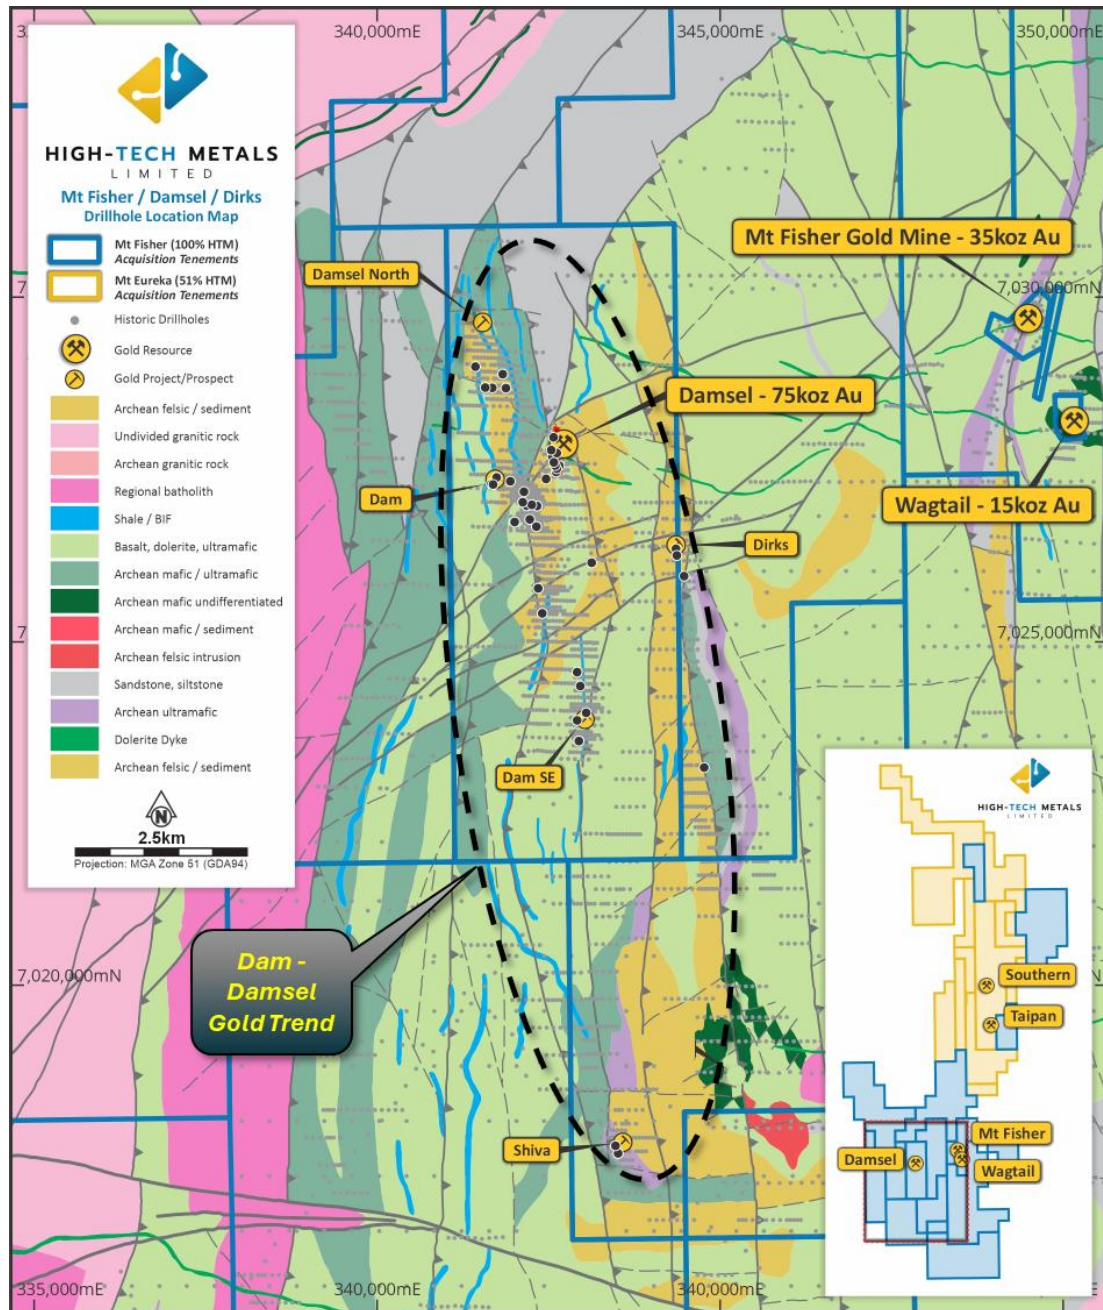 340,000mE
345,000mE
350,000mE
HIGH-TECH METALS
LIMITED
Mt Fisher / Damsel / Dirks
Drillhole Location Map
Mt Fisher (100% HTM)
Acquisition Tenements
Mt Eureka (51% HTM)
Acquisition Tenements
Historic Drillholes
Gold Resource
Gold Project/Prospect
Archean felsic / sediment
Undivided granitic rock
Archean granitic rock
Regional batholith
Shale / BIF
Basalt, dolerite, ultramafic
Archean mafic / ultramafic
Archean mafic undifferentiated
Archean mafic / sediment
Archean felsic intrusion
Sandstone, siltstone
Archean ultramafic
Dolerite Dyke
Archean felsic / sediment
N
2.5km
Projection: MGA Zone 51 (GDA94)
Mt Fisher Gold Mine - 35koz Au
Damsel North
7,030,000mN
Damsel - 75koz Au
Dam
Wagtail - 15koz Au
Dirks
7,025,000mN
Dam SE
Dam -
Damsel
Gold Trend
7,020,000mN
Shiva
HIGH-TECH METALS
LIMITED
Southern
Taipan
Mt Fisher
Damsel
Wagtail
335,000mE
340,000mE
340,000mE